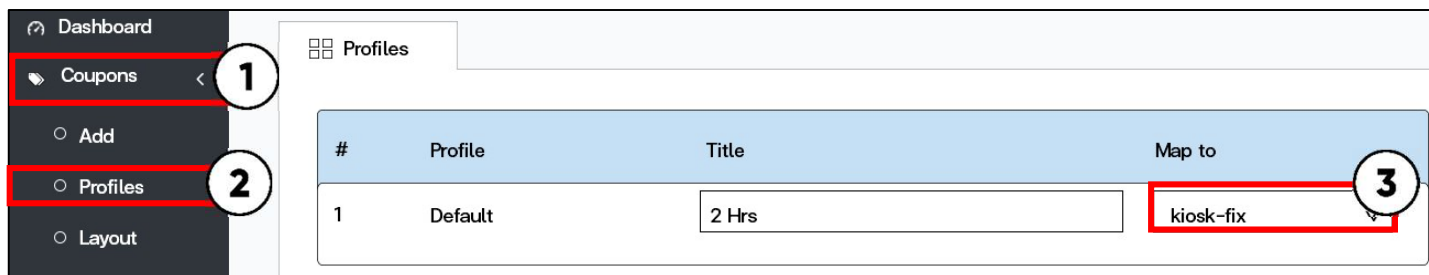 Dashboard
Coupons
1
Add
Profiles
2
Layout
Profiles
# Profile Title Map to
1 Default 2 Hrs kiosk-fix
3